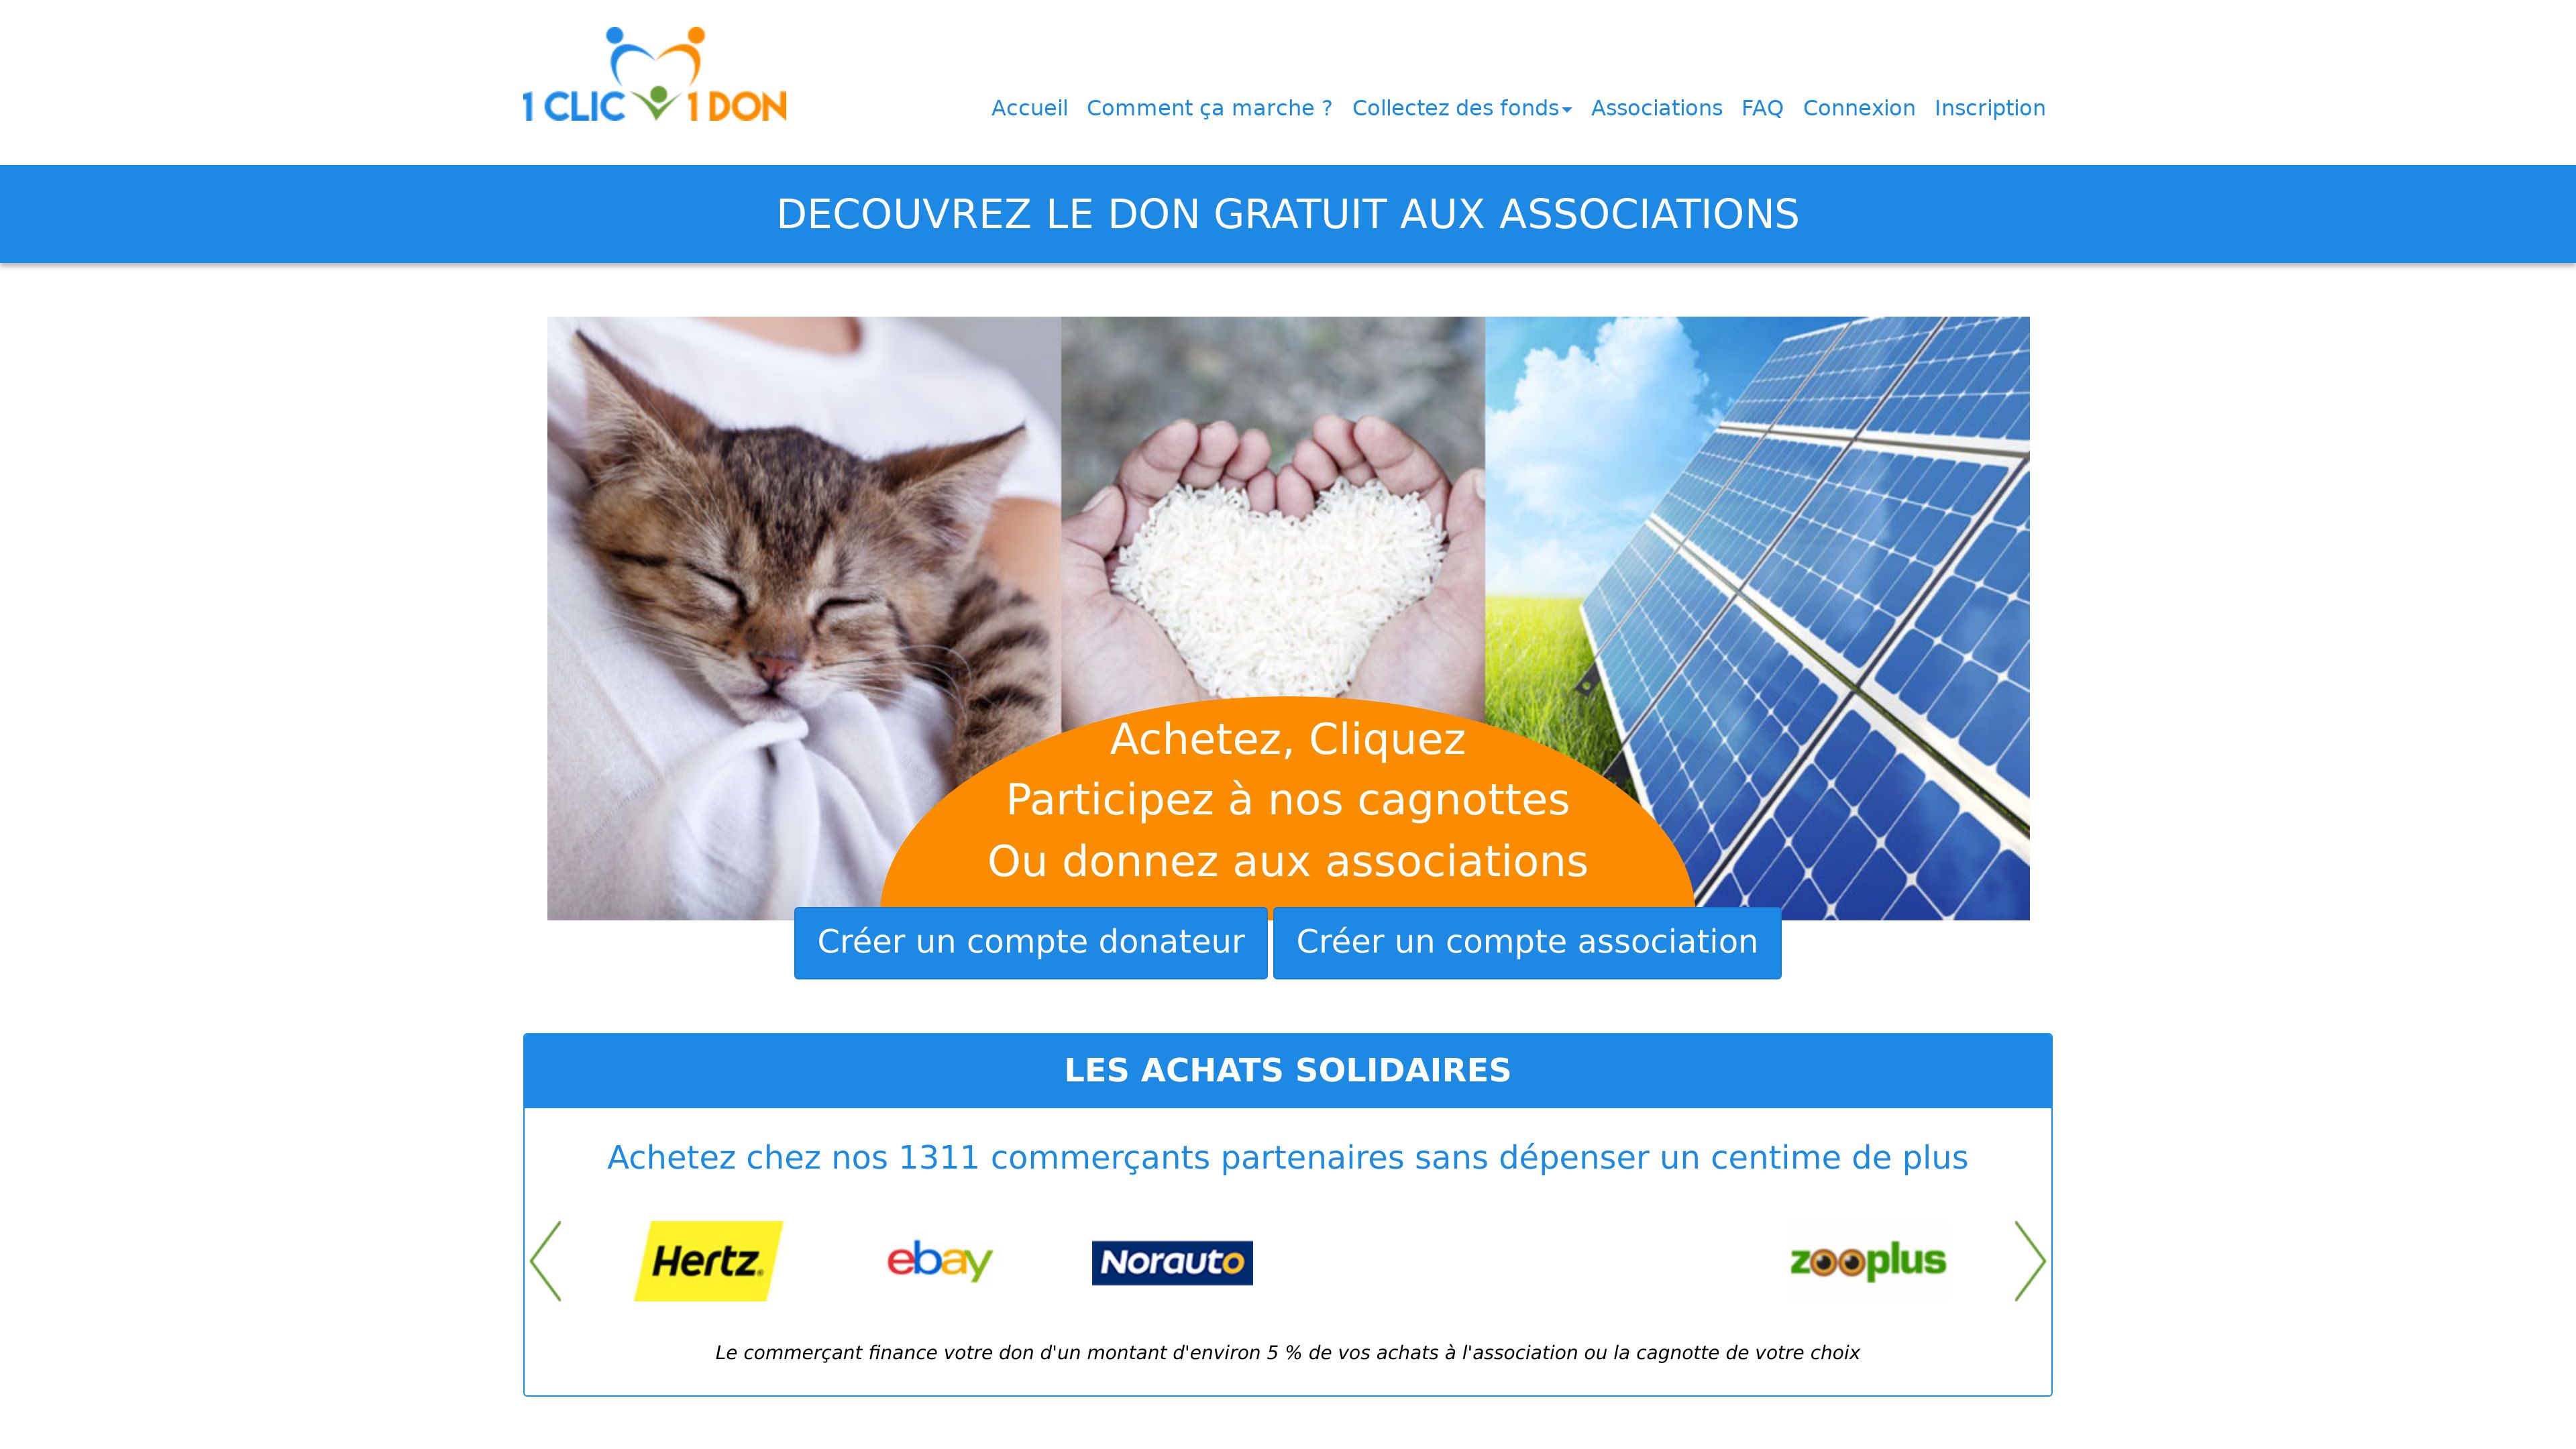 1 CLIC 1 DON
Accueil Comment ça marche ? Collectez des fonds Associations FAQ Connexion Inscription
DECOUVREZ LE DON GRATUIT AUX ASSOCIATIONS
Achetez, Cliquez
Participez à nos cagnottes
Ou donnez aux associations
Créer un compte donateur Créer un compte association
LES ACHATS SOLIDAIRES
Achetez chez nos 1311 commerçants partenaires sans dépenser un centime de plus
Hertz. ebay Norauto zooplus
Le commerçant finance votre don d'un montant d'environ 5 % de vos achats à l'association ou la cagnotte de votre choix